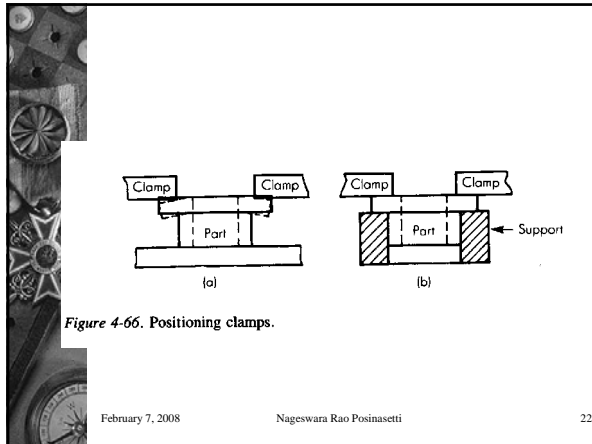 Clamp Clamp Clamp Clamp
Part Part Support
(a) (b)
Figure 4-66. Positioning clamps.
February 7, 2008 Nageswara Rao Posinasetti 22